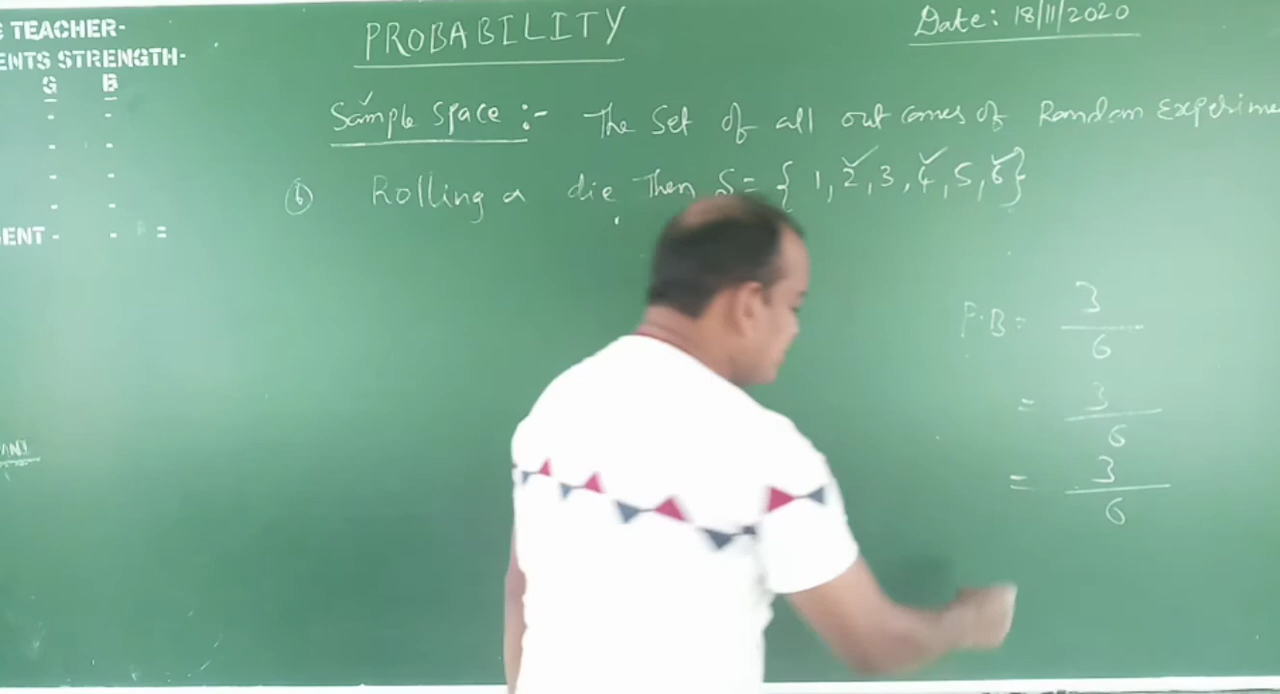 TEACHER-
ENTS STRENGTH-
G B
- -
- -
- -
- -
ENT - - =
PROBABILITY
Date: 18/11/2020
Sample Space :- The Set of all out comes of Random Experime
(b) Rolling a die Then S = { 1, 2, 3, 4, 5, 6 }
P.B = 3
6
= 3
6
= 3
6